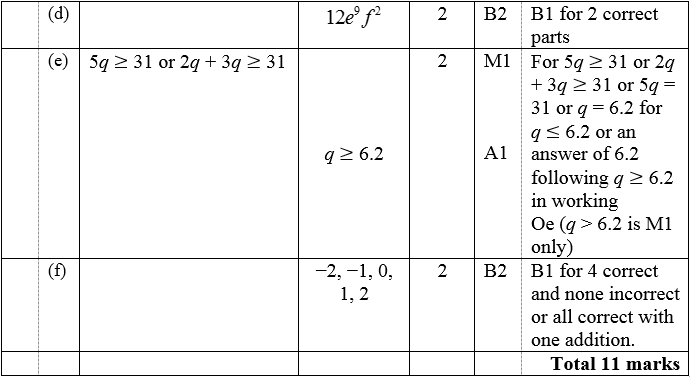 (d) 12e⁹ f² 2 B2 B1 for 2 correct
parts
(e) 5q ≥ 31 or 2q + 3q ≥ 31 2 M1 For 5q ≥ 31 or 2q
+ 3q ≥ 31 or 5q =
31 or q = 6.2 for
q ≤ 6.2 or an
q ≥ 6.2 A1 answer of 6.2
following q ≥ 6.2
in working
Oe (q > 6.2 is M1
only)
(f) −2, −1, 0, 2 B2 B1 for 4 correct
1, 2 and none incorrect
or all correct with
one addition.
Total 11 marks